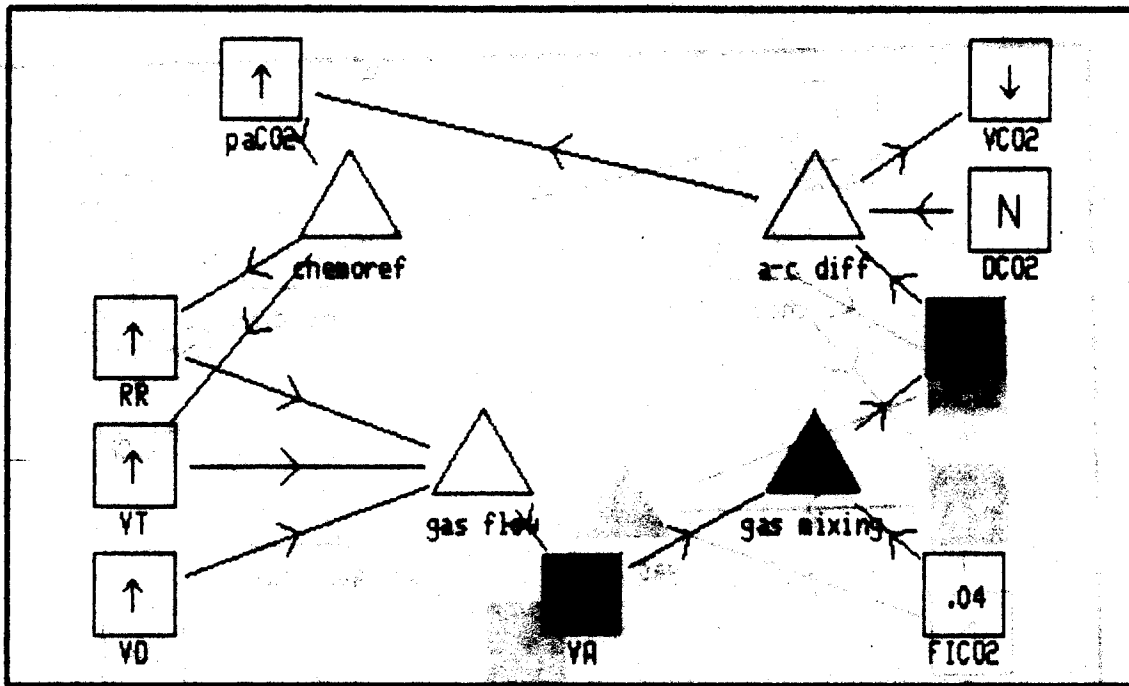 ↑
paCO2
↓
VCO2
N
DCO2
chemoref
a-c diff
↑
RR
↑
VT
gas flow
gas mixing
↑
VD
VA
.04
FICO2